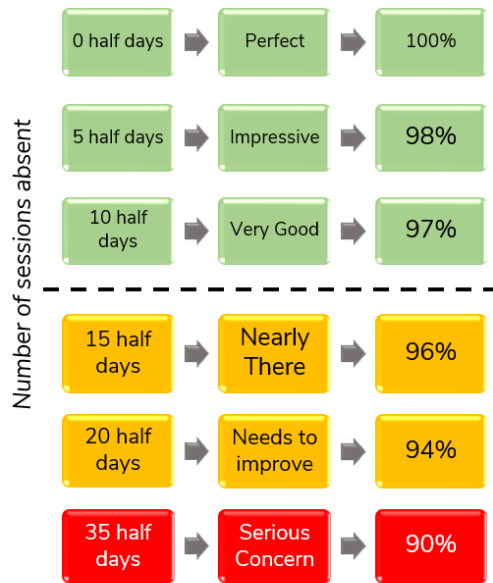 Number of sessions absent
0 half days
Perfect
100%
5 half days
Impressive
98%
10 half
days
Very Good
97%
15 half
days
Nearly
There
96%
20 half
days
Needs to
improve
94%
35 half
days
Serious
Concern
90%